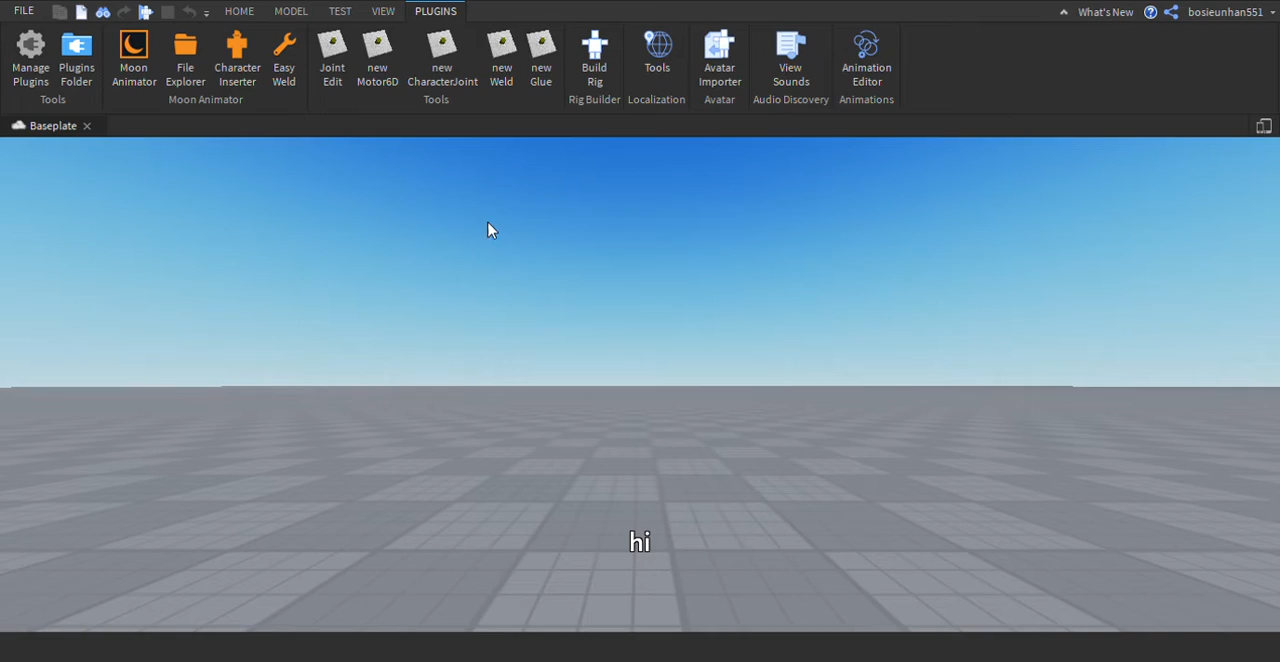 FILE HOME MODEL TEST VIEW PLUGINS What's New bosieunhan551
Manage Plugins
Plugins Folder
Moon Animator
File Explorer
Character Inserter
Easy Weld
Joint Edit
new Motor6D
new CharacterJoint
new Weld
new Glue
Build Rig
Tools
Avatar Importer
View Sounds
Animation Editor
Tools Moon Animator Tools Rig Builder Localization Avatar Audio Discovery Animations
Baseplate
hi